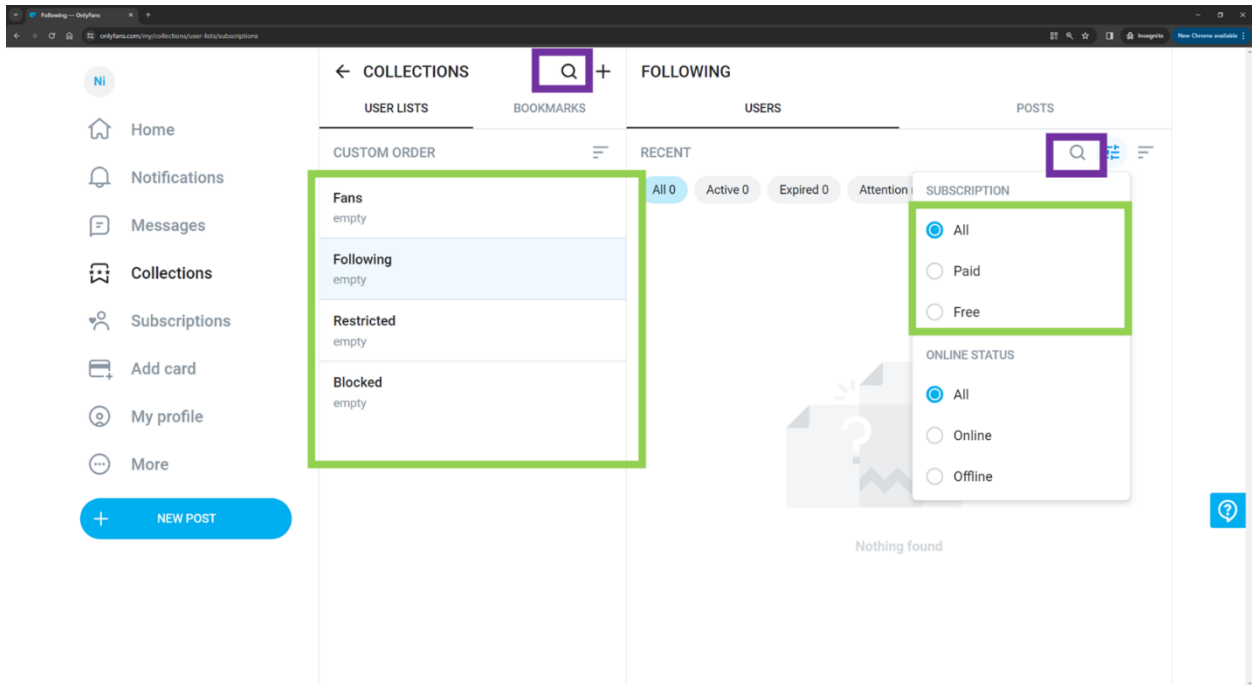 Following — OnlyFans
onlyfans.com/my/collections/user-lists/subscriptions
Incognito
New Chrome available
Ni
Home
Notifications
Messages
Collections
Subscriptions
Add card
My profile
More
NEW POST
COLLECTIONS
USER LISTS BOOKMARKS
CUSTOM ORDER
Fans
empty
Following
empty
Restricted
empty
Blocked
empty
FOLLOWING
USERS POSTS
RECENT
All 0 Active 0 Expired 0 Attention
SUBSCRIPTION
All
Paid
Free
ONLINE STATUS
All
Online
Offline
Nothing found